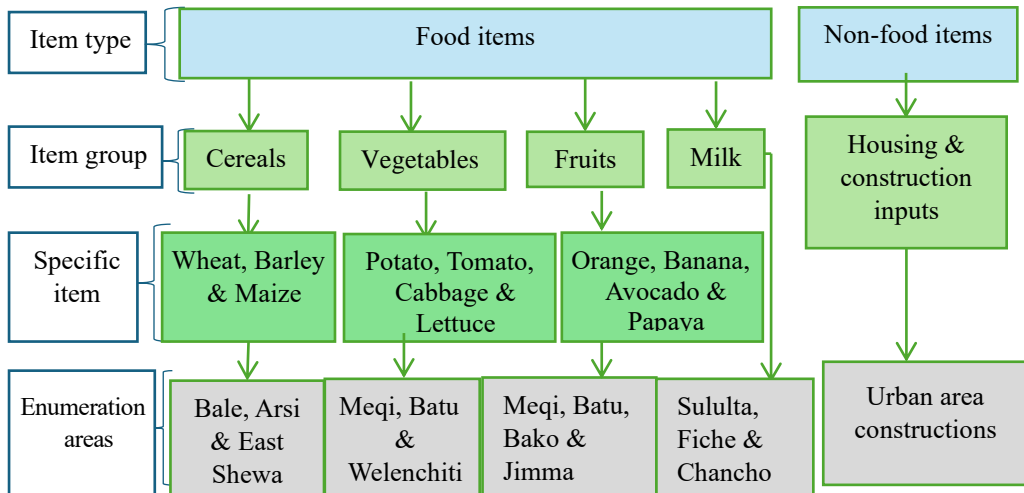 Item type
Food items
Non-food items
Item group
Cereals
Vegetables
Fruits
Milk
Housing &
construction
inputs
Specific
item
Wheat, Barley
& Maize
Potato, Tomato,
Cabbage &
Lettuce
Orange, Banana,
Avocado &
Papaya
Enumeration
areas
Bale, Arsi
& East
Shewa
Meqi, Batu
&
Welenchiti
Meqi, Batu,
Bako &
Jimma
Sululta,
Fiche &
Chancho
Urban area
constructions